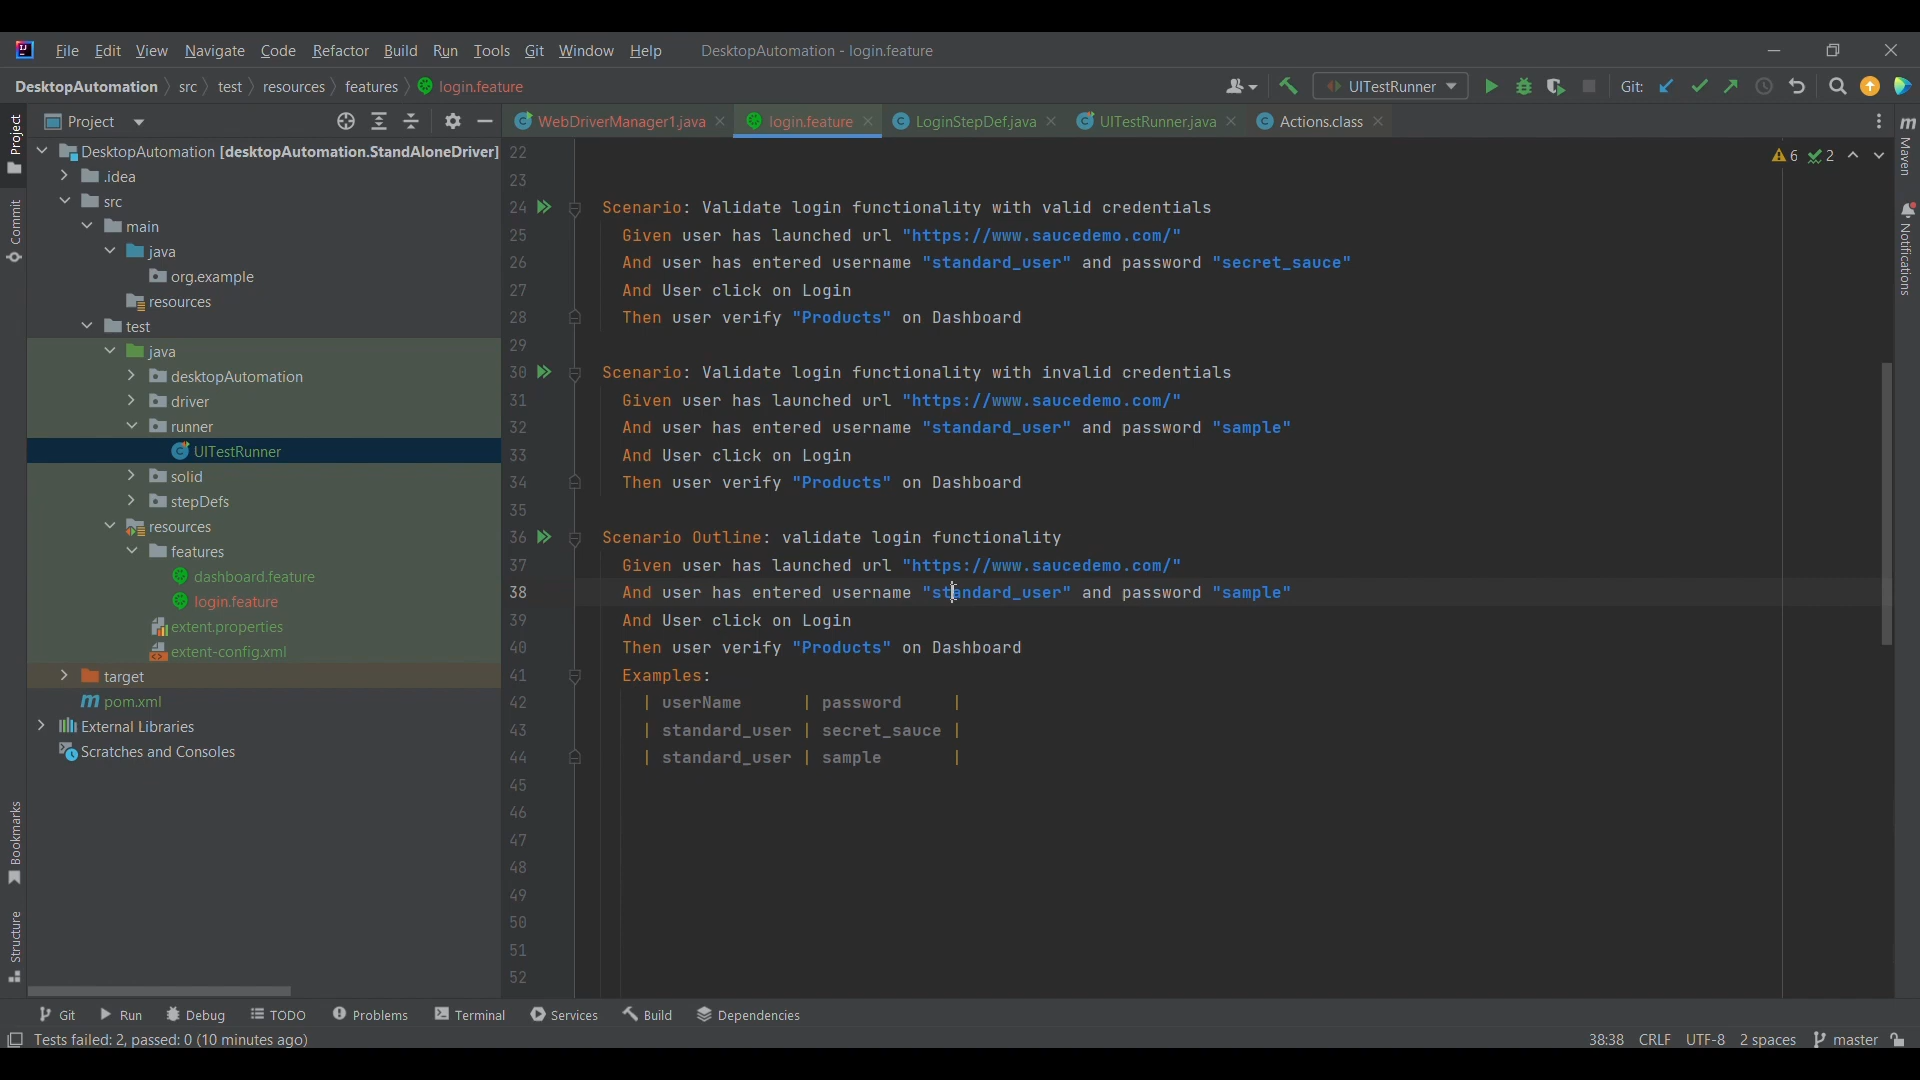 File Edit View Navigate Code Refactor Build Run Tools Git Window Help DesktopAutomation - login.feature
DesktopAutomation src test resources features login.feature UITestRunner Git:
Project WebDriverManager1.java login.feature LoginStepDef.java UITestRunner.java Actions.class
Project
Commit
Bookmarks
Structure
DesktopAutomation [desktopAutomation.StandAloneDriver]
.idea
src
main
java
org.example
resources
test
java
desktopAutomation
driver
runner
UITestRunner
solid
stepDefs
resources
features
dashboard.feature
login.feature
extent.properties
extent-config.xml
target
pom.xml
External Libraries
Scratches and Consoles
6 2
22
23
24 Scenario: Validate login functionality with valid credentials
25 Given user has launched url "https://www.saucedemo.com/"
26 And user has entered username "standard_user" and password "secret_sauce"
27 And User click on Login
28 Then user verify "Products" on Dashboard
29
30 Scenario: Validate login functionality with invalid credentials
31 Given user has launched url "https://www.saucedemo.com/"
32 And user has entered username "standard_user" and password "sample"
33 And User click on Login
34 Then user verify "Products" on Dashboard
35
36 Scenario Outline: validate login functionality
37 Given user has launched url "https://www.saucedemo.com/"
38 And user has entered username "standard_user" and password "sample"
39 And User click on Login
40 Then user verify "Products" on Dashboard
41 Examples:
42 | userName | password |
43 | standard_user | secret_sauce |
44 | standard_user | sample |
45
46
47
48
49
50
51
52
m
Maven
Notifications
Git Run Debug TODO Problems Terminal Services Build Dependencies
Tests failed: 2, passed: 0 (10 minutes ago) 38:38 CRLF UTF-8 2 spaces master